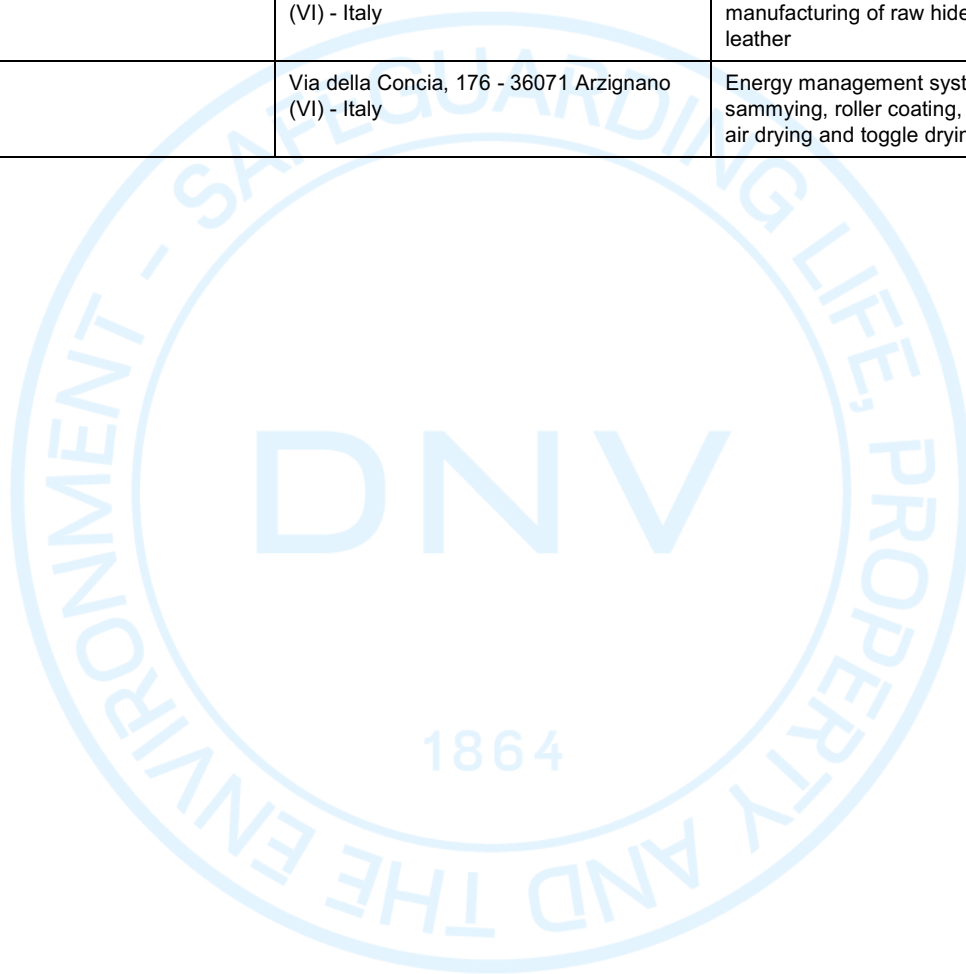 (VI) - Italy
manufacturing of raw hide
leather
Via della Concia, 176 - 36071 Arzignano
(VI) - Italy
Energy management syst
sammying, roller coating,
air drying and toggle dryin
SAFEGUARDING LIFE, PROPERTY AND THE ENVIRONMENT -
DNV
1864